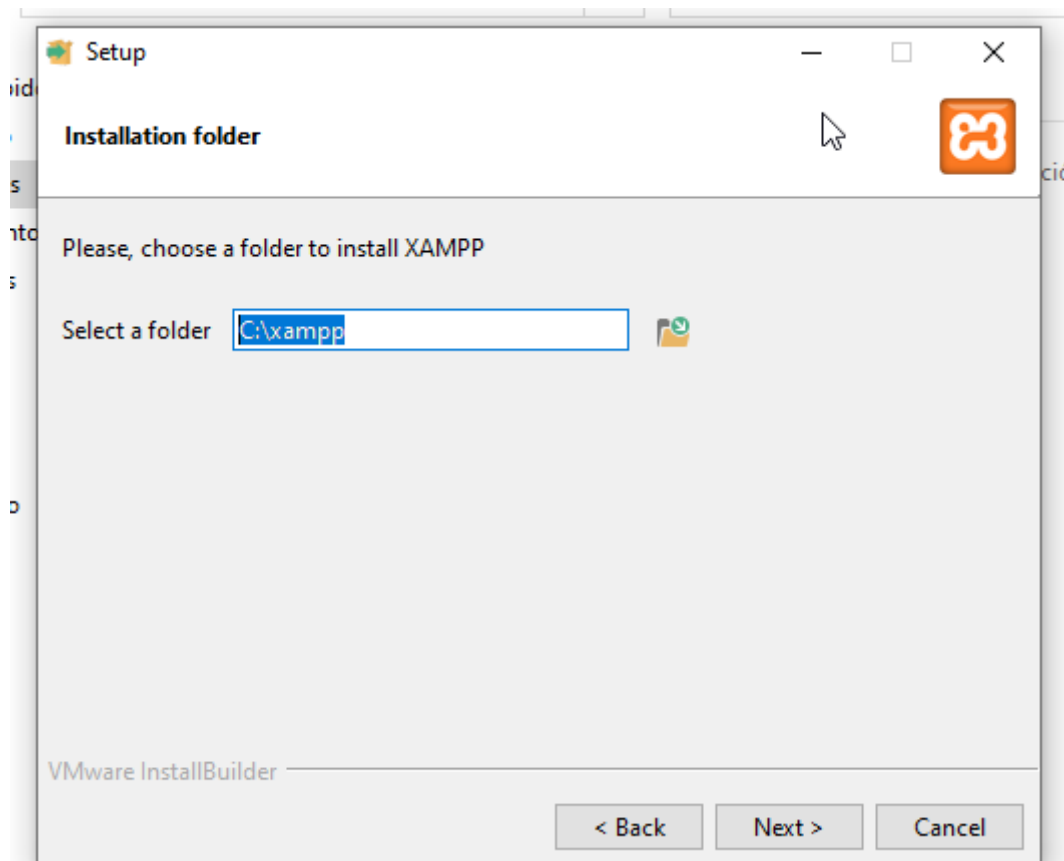 Setup
Installation folder
Please, choose a folder to install XAMPP
Select a folder C:\xampp
VMware InstallBuilder
< Back Next > Cancel